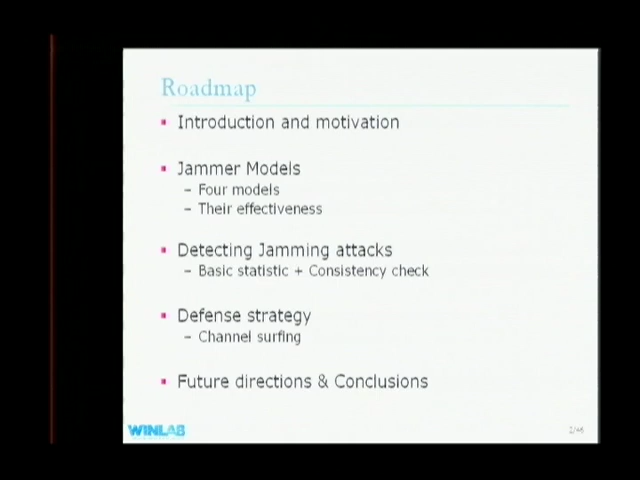 Roadmap
Introduction and motivation
Jammer Models
– Four models
– Their effectiveness
Detecting Jamming attacks
– Basic statistic + Consistency check
Defense strategy
– Channel surfing
Future directions & Conclusions
WINLAB